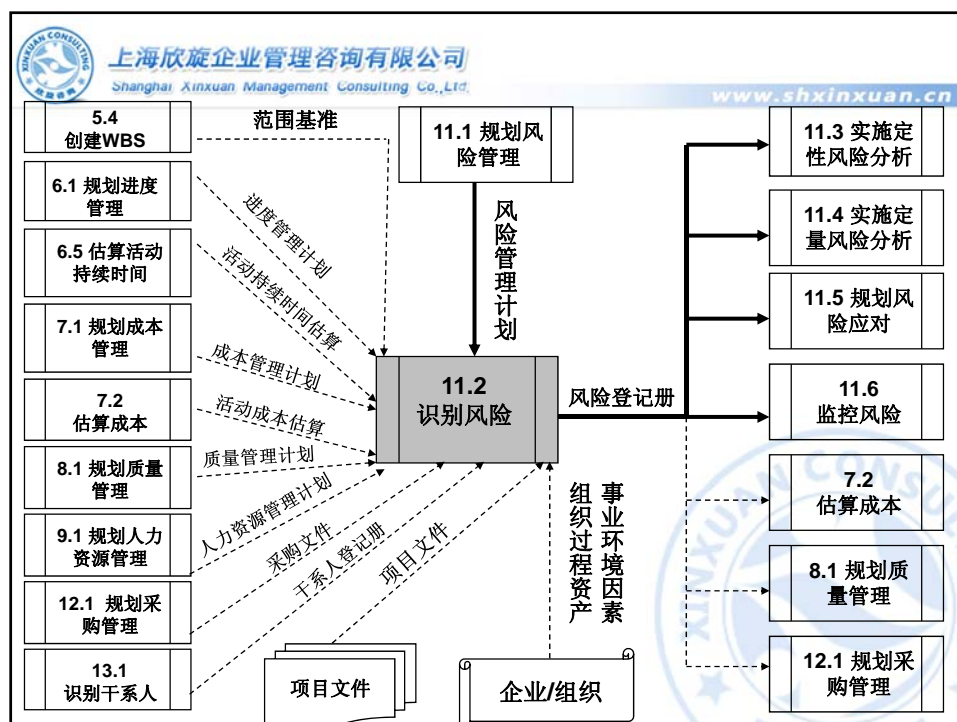 XINXUAN CONSULTING
欣旋咨询
上海欣旋企业管理咨询有限公司
Shanghai Xinxuan Management Consulting Co.,Ltd.
www.shxinxuan.cn
5.4
创建WBS
范围基准
11.1 规划风
险管理
11.3 实施定
性风险分析
6.1 规划进度
管理
进度管理计划
风险管理计划
11.4 实施定
量风险分析
6.5 估算活动
持续时间
活动持续时间估算
11.5 规划风
险应对
7.1 规划成本
管理
成本管理计划
11.2
识别风险
风险登记册
11.6
监控风险
7.2
估算成本
活动成本估算
8.1 规划质量
管理
质量管理计划
7.2
估算成本
9.1 规划人力
资源管理
人力资源管理计划
采购文件
干系人登记册
项目文件
组织过程资产
事业环境因素
8.1 规划质
量管理
12.1 规划采
购管理
13.1
识别干系人
项目文件
企业/组织
12.1 规划采
购管理
XINXUAN CONSU